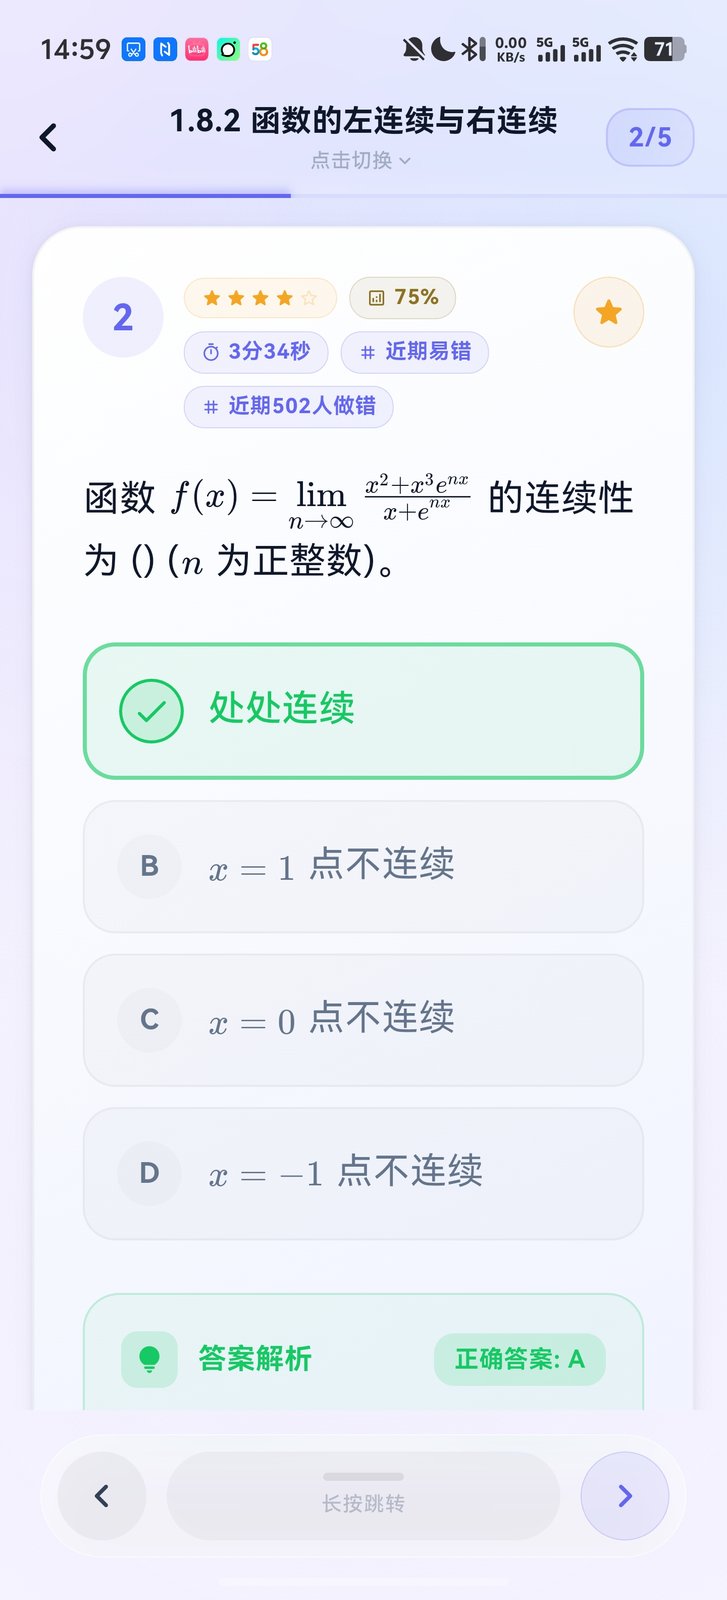 14:59 58 0.00 KB/s 5G 5G 71
1.8.2 函数的左连续与右连续
点击切换
2/5
2
75%
3分34秒
# 近期易错
# 近期502人做错
函数 f(x) = lim_{n→∞} \frac{x^2+x^3e^{nx}}{x+e^{nx}} 的连续性
为 () (n 为正整数)。
处处连续
B x = 1 点不连续
C x = 0 点不连续
D x = −1 点不连续
答案解析
正确答案: A
长按跳转